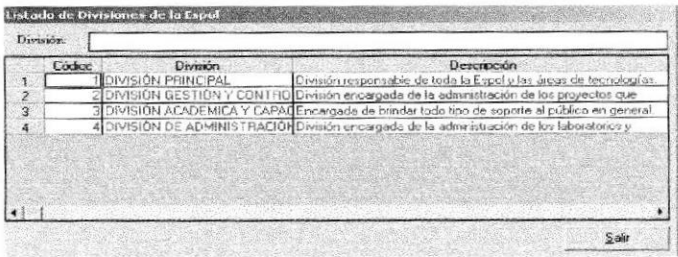 Listado de Divisiones de la Espol
División:
Código División Descripción
1 1 DIVISIÓN PRINCIPAL División responsable de toda la Espol y las áreas de tecnologías.
2 2 DIVISIÓN GESTIÓN Y CONTRO División encargada de la administración de los proyectos que
3 3 DIVISIÓN ACADEMICA Y CAPAC Encargada de brindar todo tipo de soporte al público en general.
4 4 DIVISIÓN DE ADMINISTRACIÓN División encargada de la administración de los laboratorios y
Salir